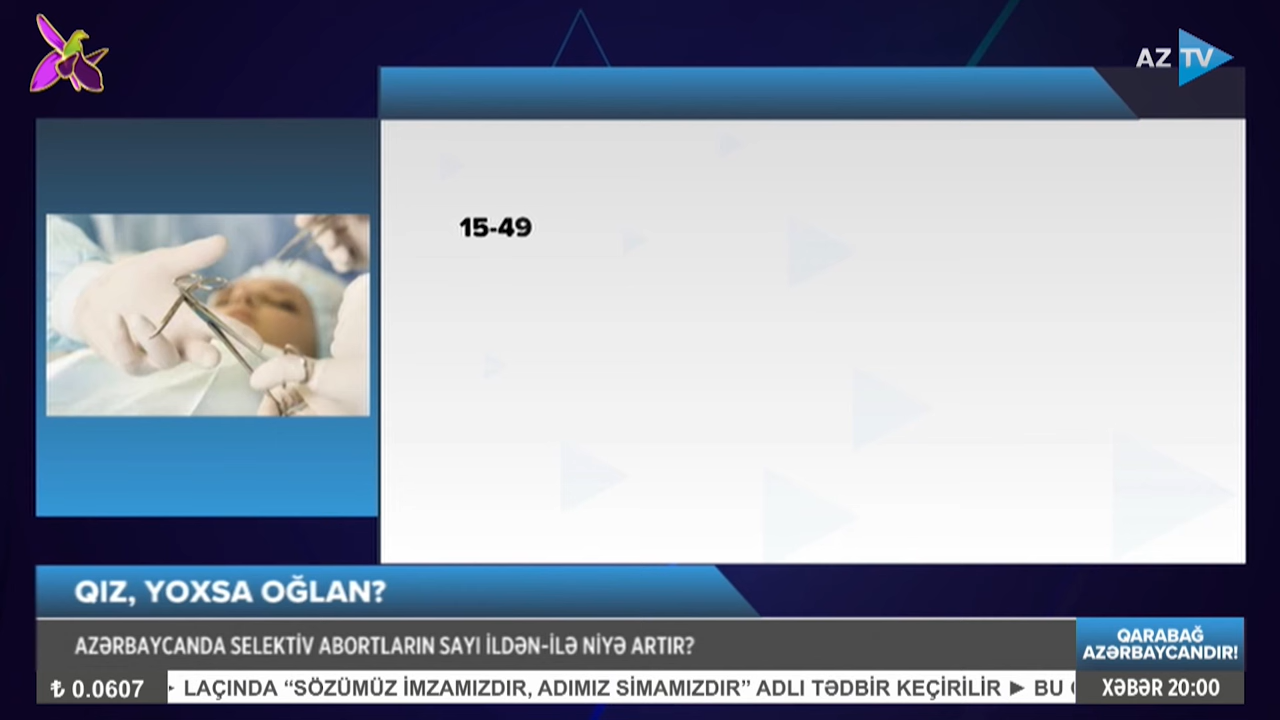 AZ TV
15-49
QIZ, YOXSA OĞLAN?
AZƏRBAYCANDA SELEKTİV ABORTLARIN SAYI İLDƏN-İLƏ NİYƏ ARTIR?
QARABAĞ
AZƏRBAYCANDIR!
₺ 0.0607
LAÇINDA “SÖZÜMÜZ İMZAMIZDIR, ADIMIZ SİMAMIZDIR” ADLI TƏDBİR KEÇİRİLİR ► BU
XƏBƏR 20:00